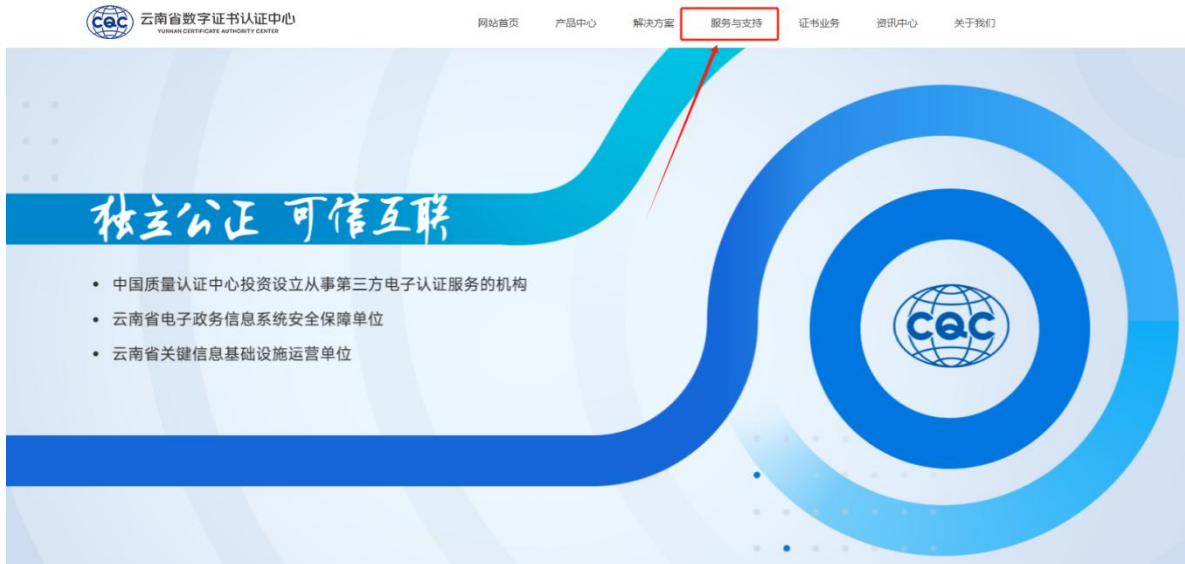 CQC 云南省数字证书认证中心
YUNNAN CERTIFICATE AUTHORITY CENTER
网站首页 产品中心 解决方案 服务与支持 证书业务 资讯中心 关于我们
独立公正 可信互联
• 中国质量认证中心投资设立从事第三方电子认证服务的机构
• 云南省电子政务信息系统安全保障单位
• 云南省关键信息基础设施运营单位
CQC